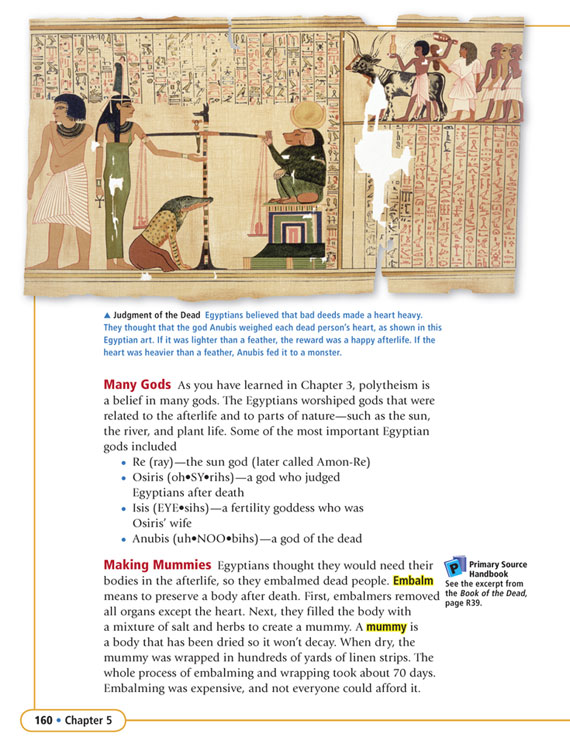 ▲ Judgment of the Dead Egyptians believed that bad deeds made a heart heavy.
They thought that the god Anubis weighed each dead person's heart, as shown in this
Egyptian art. If it was lighter than a feather, the reward was a happy afterlife. If the
heart was heavier than a feather, Anubis fed it to a monster.
Many Gods As you have learned in Chapter 3, polytheism is
a belief in many gods. The Egyptians worshiped gods that were
related to the afterlife and to parts of nature—such as the sun,
the river, and plant life. Some of the most important Egyptian
gods included
• Re (ray)—the sun god (later called Amon-Re)
• Osiris (oh•SY•rihs)—a god who judged
Egyptians after death
• Isis (EYE•sihs)—a fertility goddess who was
Osiris' wife
• Anubis (uh•NOO•bihs)—a god of the dead
Making Mummies Egyptians thought they would need their
bodies in the afterlife, so they embalmed dead people. Embalm
means to preserve a body after death. First, embalmers removed
all organs except the heart. Next, they filled the body with
a mixture of salt and herbs to create a mummy. A mummy is
a body that has been dried so it won't decay. When dry, the
mummy was wrapped in hundreds of yards of linen strips. The
whole process of embalming and wrapping took about 70 days.
Embalming was expensive, and not everyone could afford it.
P
Primary Source
Handbook
See the excerpt from
the Book of the Dead,
page R39.
160 • Chapter 5